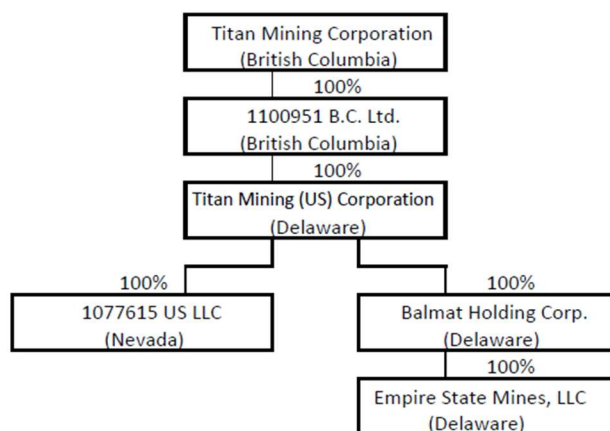 Titan Mining Corporation
(British Columbia)
100%
1100951 B.C. Ltd.
(British Columbia)
100%
Titan Mining (US) Corporation
(Delaware)
100%
100%
1077615 US LLC
(Nevada)
Balmat Holding Corp.
(Delaware)
100%
Empire State Mines, LLC
(Delaware)